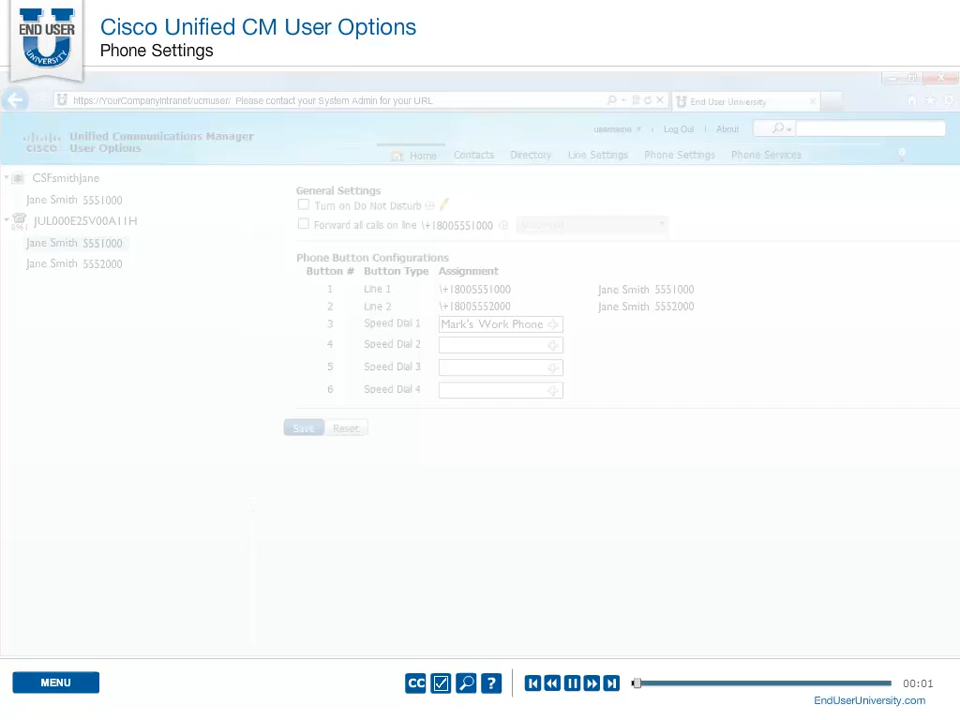 END USER
UNIVERSITY
Cisco Unified CM User Options
Phone Settings
https://YourCompanyIntranet/ucmuser/ Please contact your System Admin for your URL
End User University
cisco
Unified Communications Manager
User Options
username
Log Out
About
Home
Contacts
Directory
Line Settings
Phone Settings
Phone Services
CSFsmithjane
Jane Smith 5551000
JUL000E25V00A11H
Jane Smith 5551000
Jane Smith 5552000
General Settings
Turn on Do Not Disturb
Forward all calls on line \+18005551000
Phone Button Configurations
Button # Button Type Assignment
1 Line 1 \+18005551000 Jane Smith 5551000
2 Line 2 \+18005552000 Jane Smith 5552000
3 Speed Dial 1 Mark's Work Phone
4 Speed Dial 2
5 Speed Dial 3
6 Speed Dial 4
Save Reset
MENU
CC
?
00:01
EndUserUniversity.com